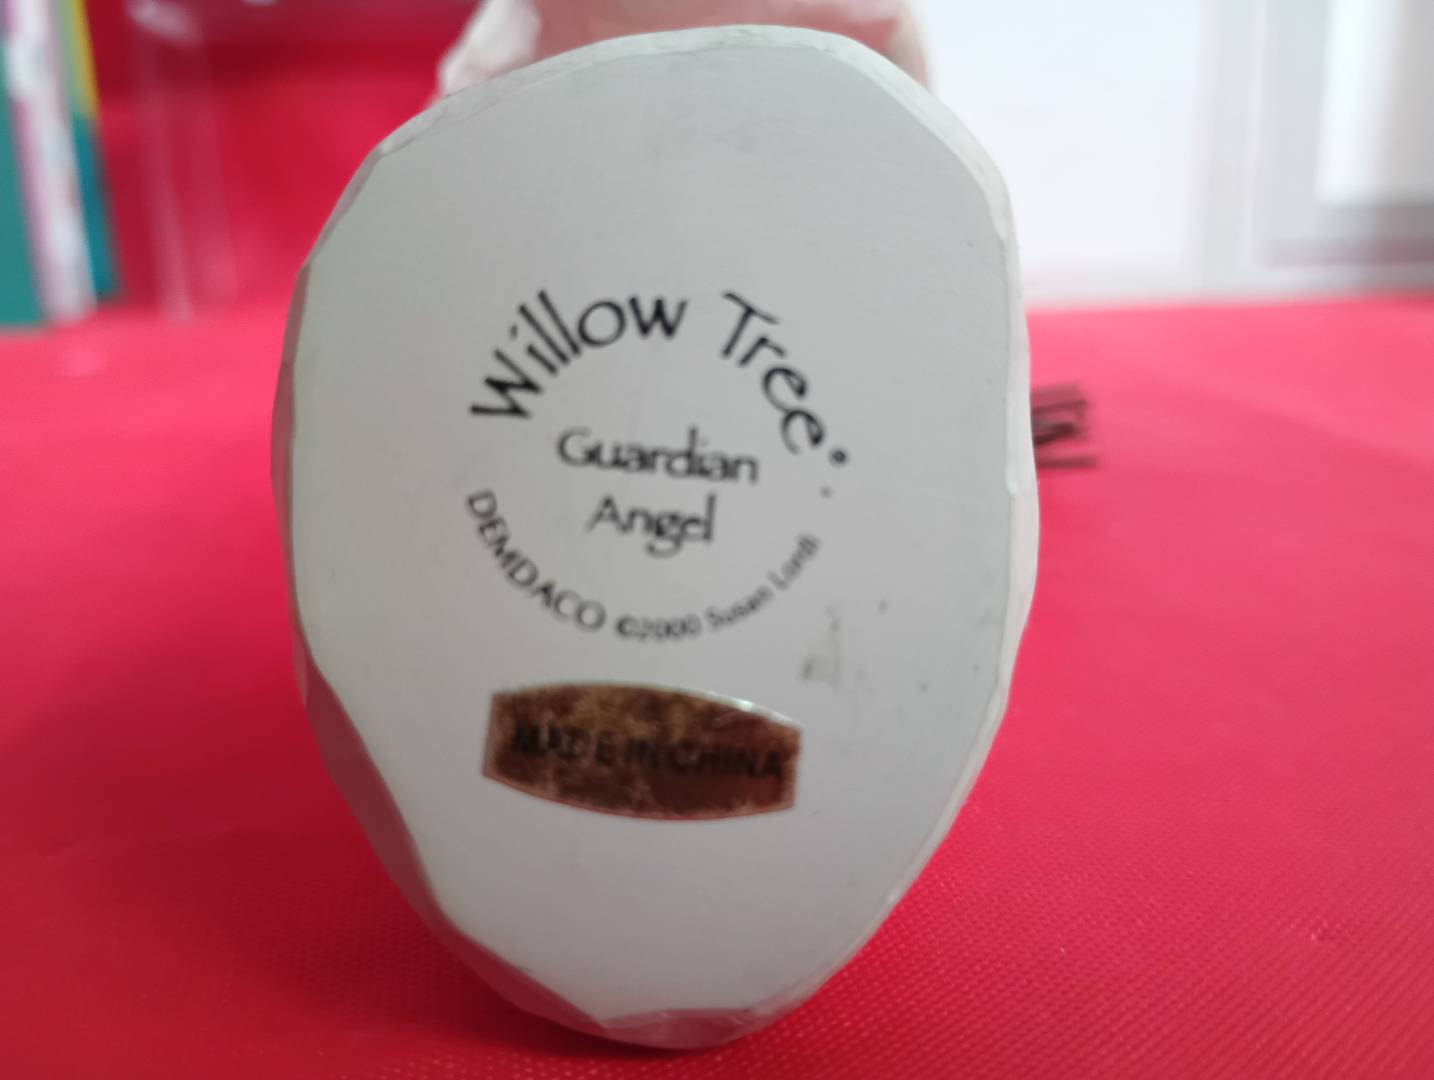 Willow Tree®
Guardian
Angel
DEMDACO ©2000 Susan Lordi
MADE IN CHINA